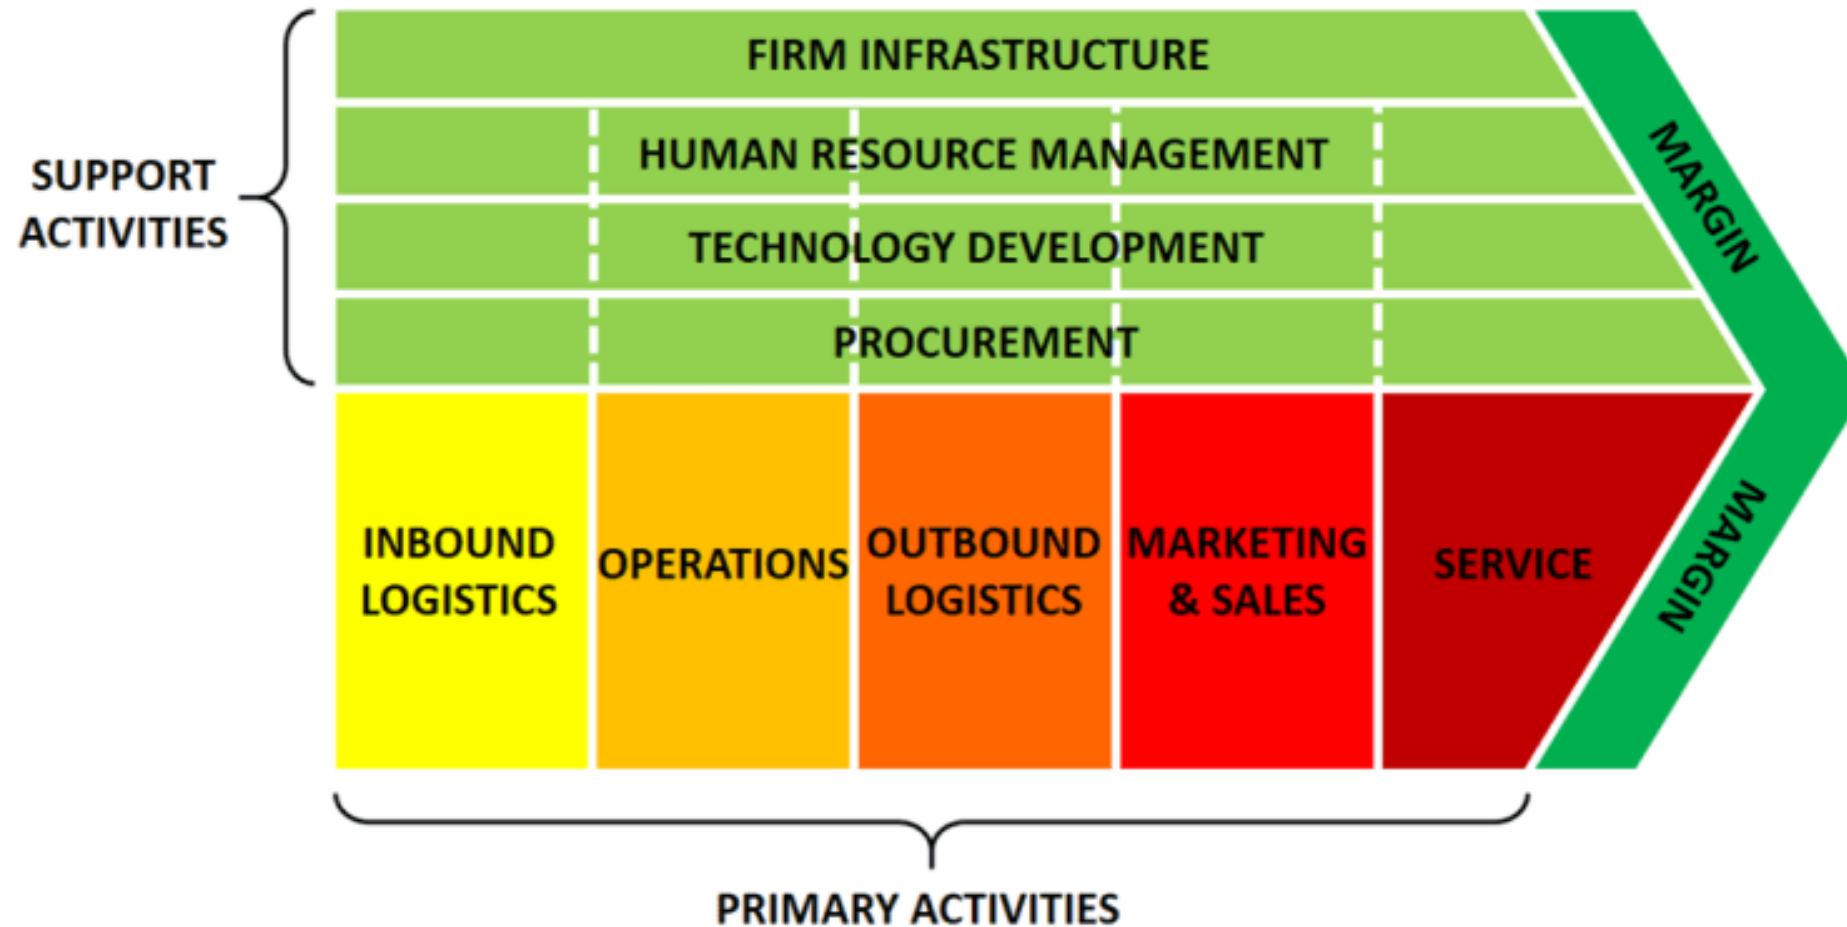 FIRM INFRASTRUCTURE
HUMAN RESOURCE MANAGEMENT
TECHNOLOGY DEVELOPMENT
PROCUREMENT
SUPPORT
ACTIVITIES
MARGIN
INBOUND
LOGISTICS
OPERATIONS
OUTBOUND
LOGISTICS
MARKETING
& SALES
SERVICE
MARGIN
PRIMARY ACTIVITIES